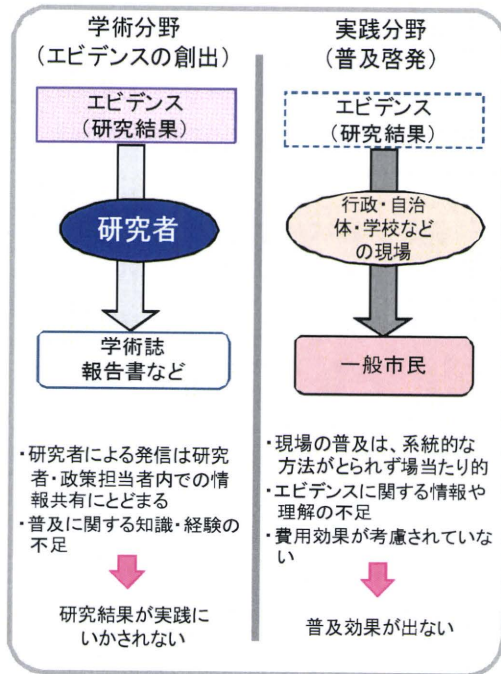 学術分野
(エビデンスの創出)
エビデンス
(研究結果)
研究者
学術誌
報告書など
・研究者による発信は研究
者・政策担当者内での情
報共有にとどまる
・普及に関する知識・経験の
不足
研究結果が実践に
いかされない
実践分野
(普及啓発)
エビデンス
(研究結果)
行政・自治
体・学校など
の現場
一般市民
・現場の普及は、系統的な
方法がとられず場当たり的
・エビデンスに関する情報や
理解の不足
・費用効果が考慮されていな
い
普及効果が出ない